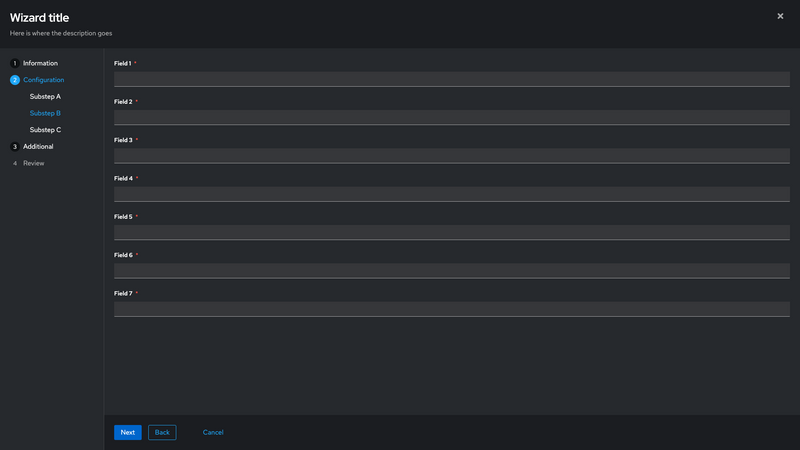 Wizard title
Here is where the description goes
1 Information
2 Configuration
Substep A
Substep B
Substep C
3 Additional
4 Review
Field 1 *
Field 2 *
Field 3 *
Field 4 *
Field 5 *
Field 6 *
Field 7 *
Next Back Cancel